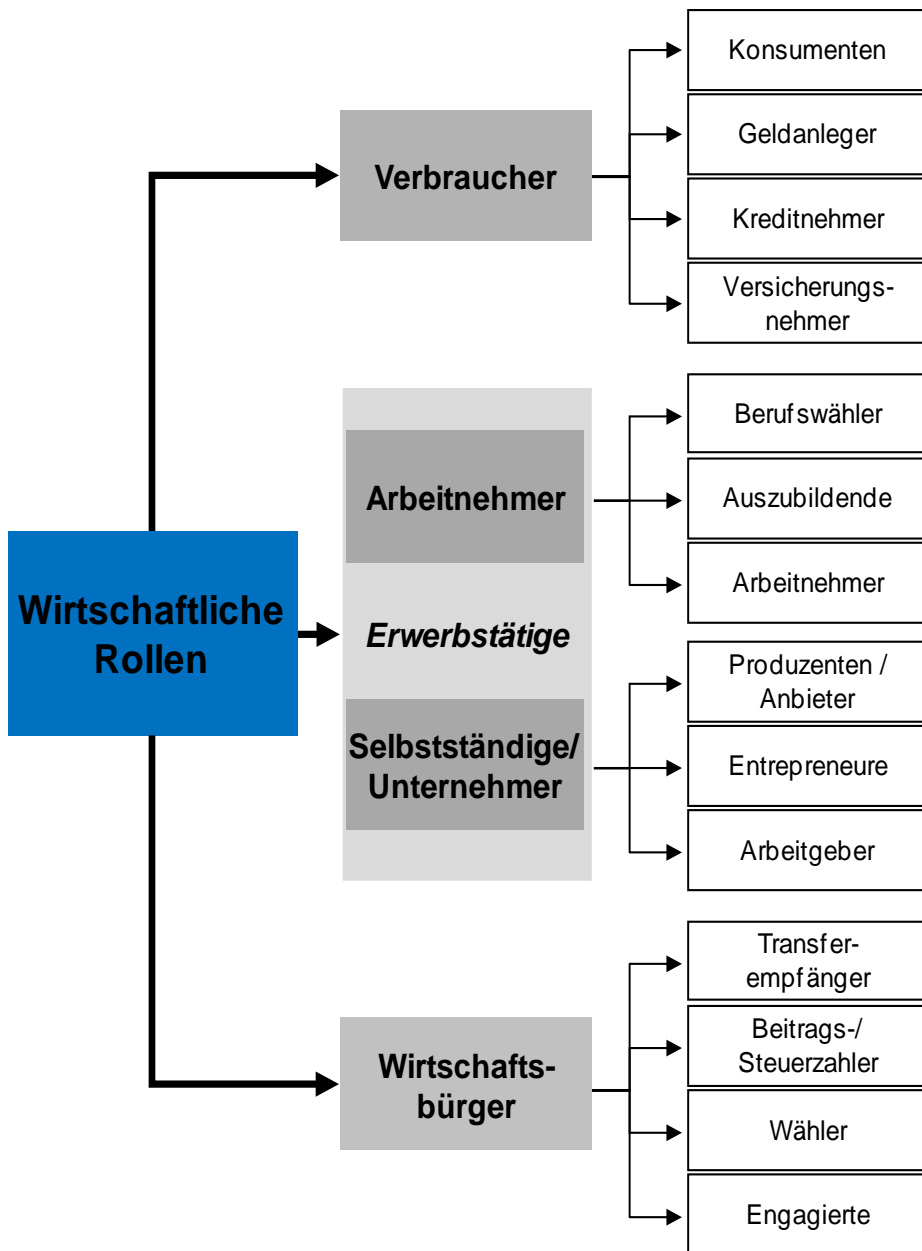 Wirtschaftliche
Rollen
Verbraucher
Konsumenten
Geldanleger
Kreditnehmer
Versicherungs-
nehmer
Erwerbstätige
Arbeitnehmer
Berufswähler
Auszubildende
Arbeitnehmer
Selbstständige/
Unternehmer
Produzenten /
Anbieter
Entrepreneure
Arbeitgeber
Wirtschafts-
bürger
Transfer-
empfänger
Beitrags-/
Steuerzahler
Wähler
Engagierte